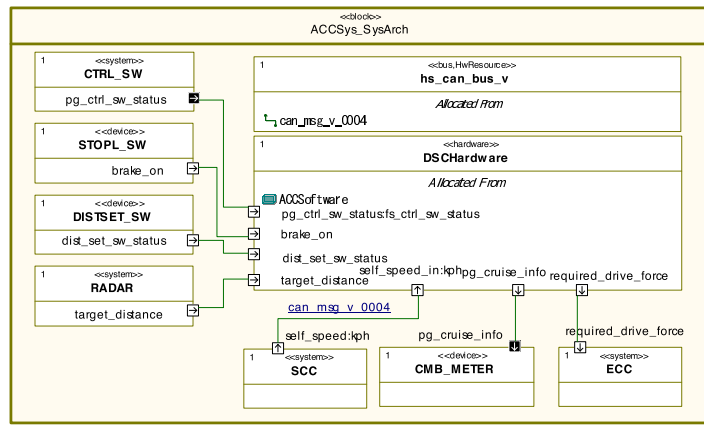 <<block>>
ACCSys_SysArch
1 <<system>>
CTRL_SW
pg_ctrl_sw_status
1 <<device>>
STOPL_SW
brake_on
1 <<device>>
DISTSET_SW
dist_set_sw_status
1 <<system>>
RADAR
target_distance
1 <<bus,HwResource>>
hs_can_bus_v
Allocated From
can_msg_v_0004
1 <<hardware>>
DSCHardware
Allocated From
ACCSoftware
pg_ctrl_sw_status:fs_ctrl_sw_status
brake_on
dist_set_sw_status
target_distance
self_speed_in:kph
pg_cruise_info
required_drive_force
can_msg_v_0004
self_speed:kph
pg_cruise_info
required_drive_force
1 <<system>>
SCC
1 <<device>>
CMB_METER
1 <<system>>
ECC